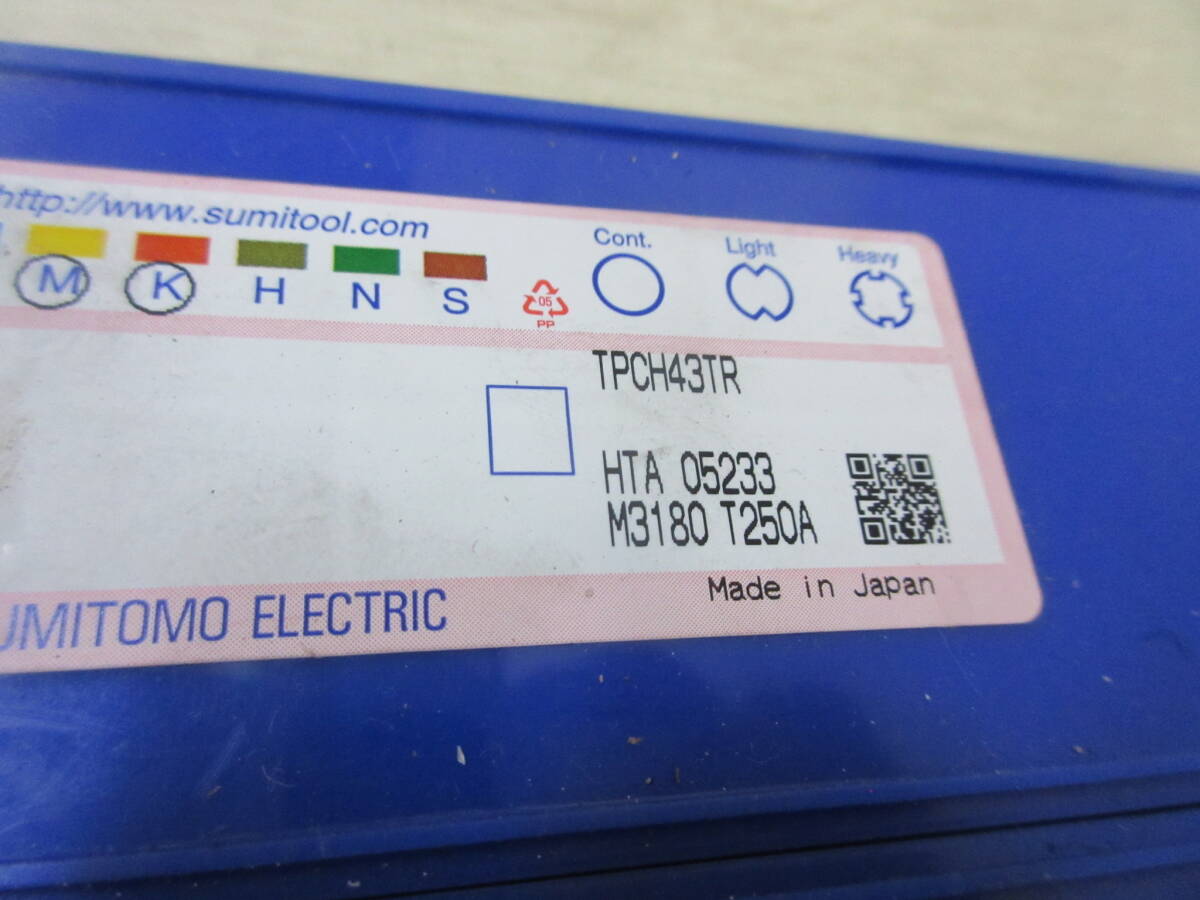 http://www.sumitool.com
M K H N S
05
PP
Cont. Light Heavy
TPCH43TR
HTA 05233
M3180 T250A
Made in Japan
UMITOMO ELECTRIC